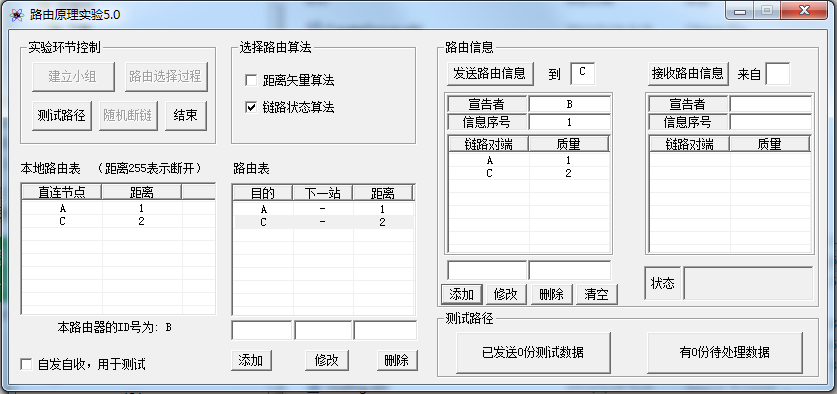 路由原理实验5.0
实验环节控制
建立小组 路由选择过程
测试路径 随机断链 结束
选择路由算法
距离矢量算法
链路状态算法
本地路由表 （距离255表示断开）
直连节点 距离
A 1
C 2
本路由器的ID号为: B
自发自收，用于测试
路由表
目的 下一站 距离
A - 1
C - 2
添加 修改 删除
路由信息
发送路由信息 到 C
宣告者 B
信息序号 1
链路对端 质量
A 1
C 2
添加 修改 删除 清空
接收路由信息 来自
宣告者
信息序号
链路对端 质量
状态
测试路径
已发送0份测试数据 有0份待处理数据